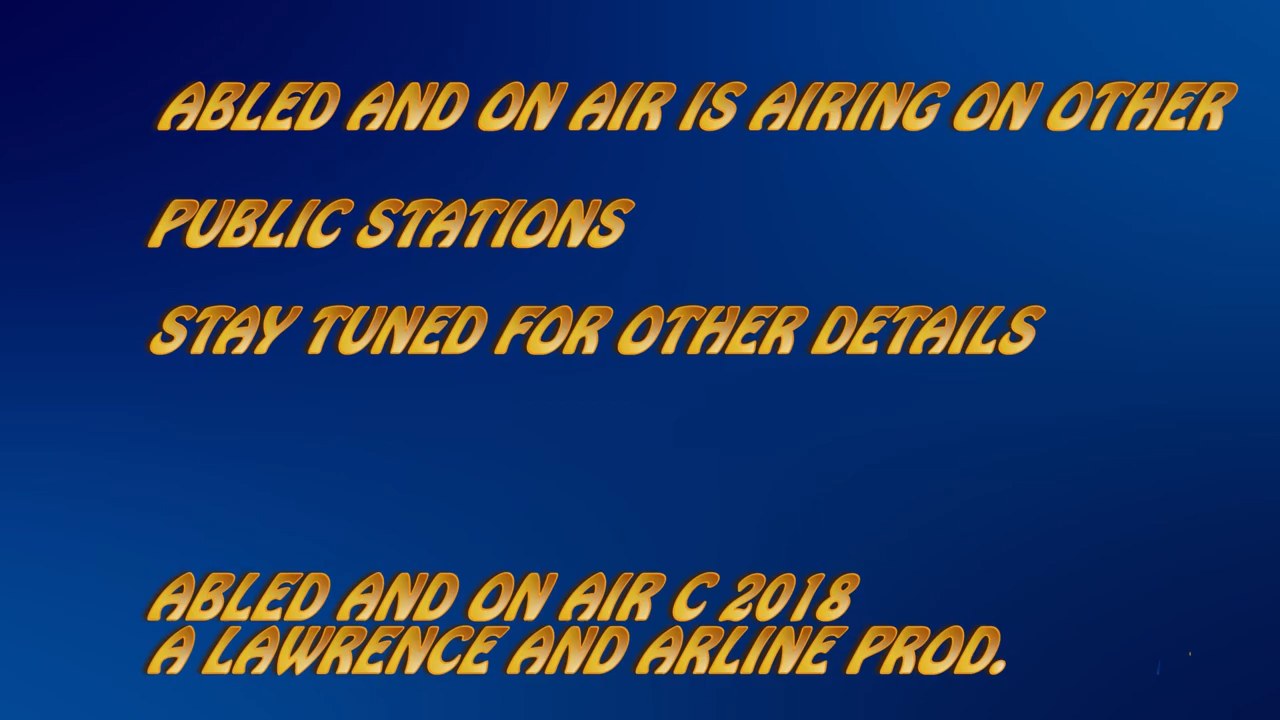 ABLED AND ON AIR IS AIRING ON OTHER
PUBLIC STATIONS
STAY TUNED FOR OTHER DETAILS
ABLED AND ON AIR C 2018
A LAWRENCE AND ARLINE PROD.